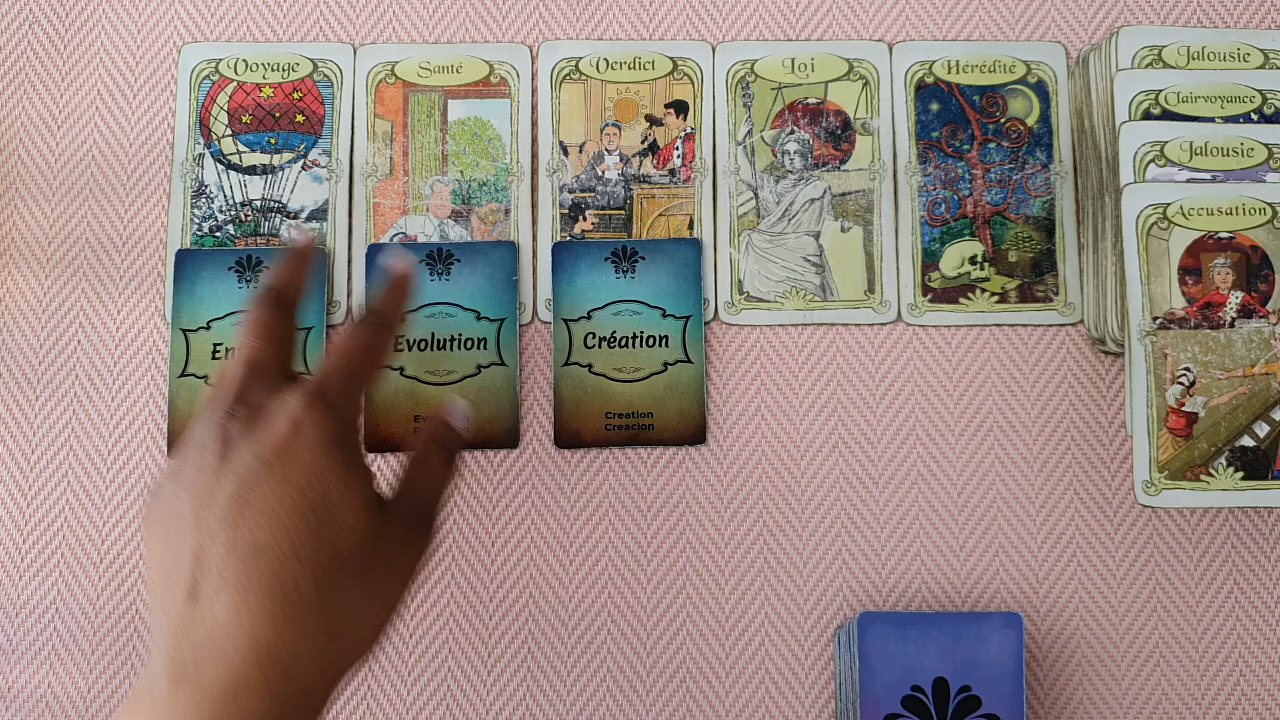 Voyage
Santé
Verdict
Loi
Hérédité
Jalousie
Clairvoyance
Jalousie
Accusation
Evolution
Création
Creation
Creacion